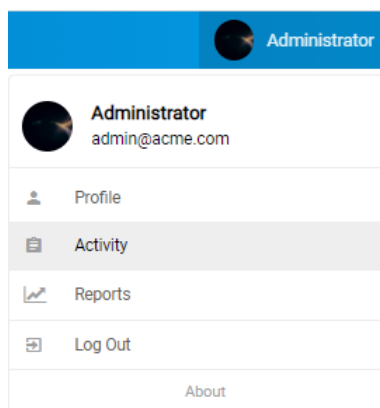 Administrator
Administrator
admin@acme.com
Profile
Activity
Reports
Log Out
About